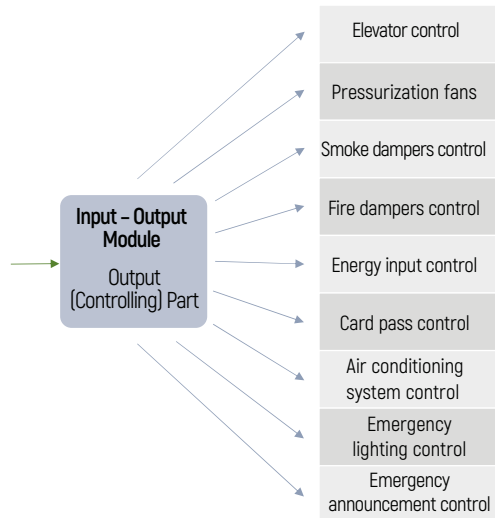 Input – Output
Module
Output
(Controlling) Part
Elevator control
Pressurization fans
Smoke dampers control
Fire dampers control
Energy input control
Card pass control
Air conditioning
system control
Emergency
lighting control
Emergency
announcement control